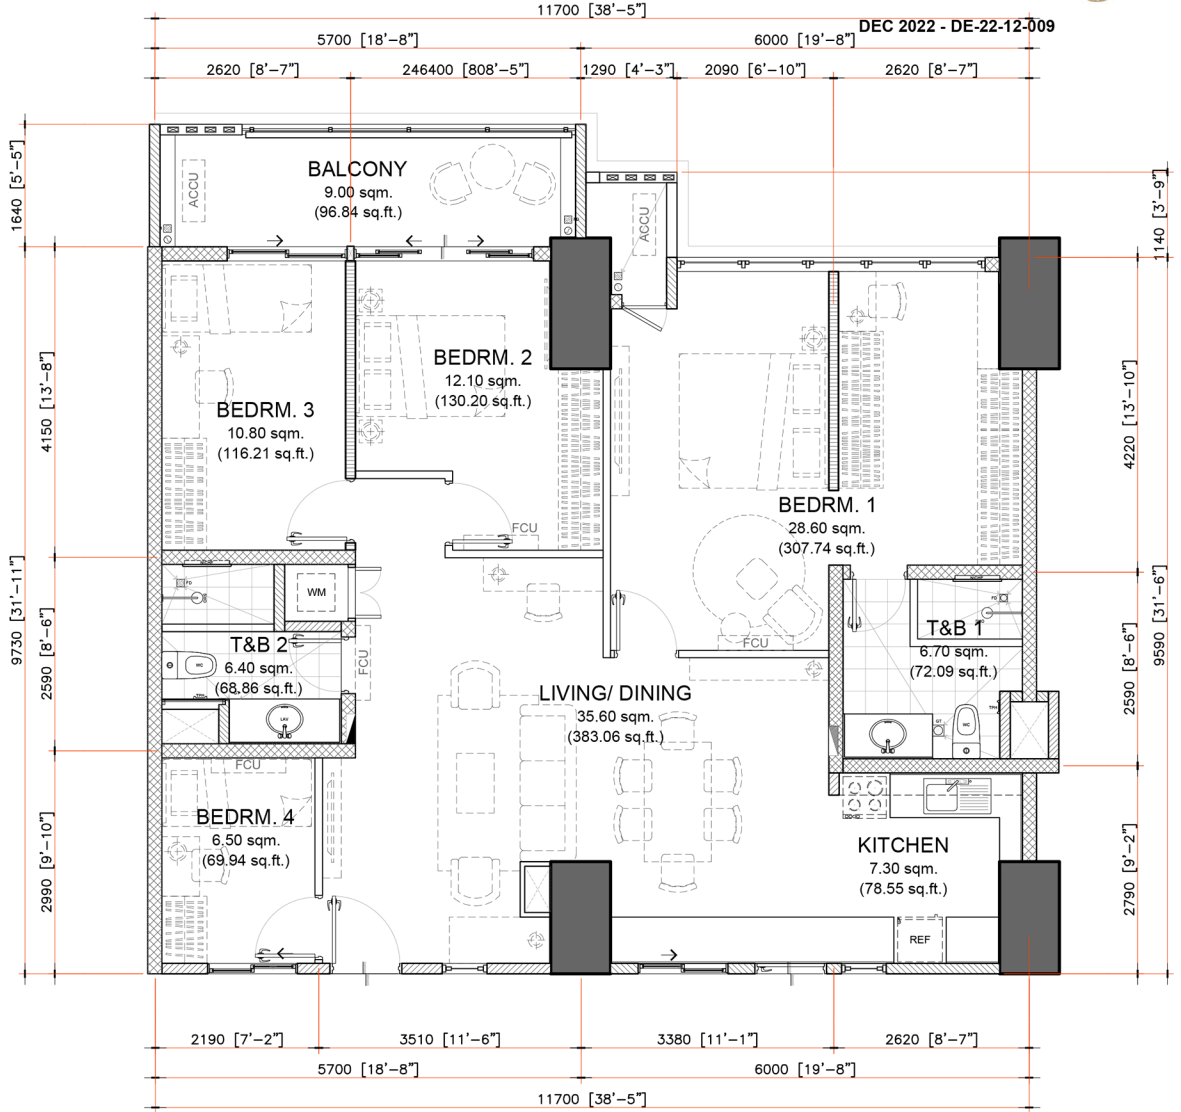 11700 [38'-5"]
DEC 2022 - DE-22-12-009
5700 [18'-8"]
6000 [19'-8"]
2620 [8'-7"]
246400 [808'-5"]
1290 [4'-3"]
2090 [6'-10"]
2620 [8'-7"]
1640 [5'-5"]
1140 [3'-9"]
BALCONY
9.00 sqm.
(96.84 sq.ft.)
ACCU
ACCU
4150 [13'-8"]
4220 [13'-10"]
BEDRM. 2
12.10 sqm.
(130.20 sq.ft.)
BEDRM. 3
10.80 sqm.
(116.21 sq.ft.)
BEDRM. 1
28.60 sqm.
(307.74 sq.ft.)
FCU
9730 [31'-11"]
9590 [31'-6"]
2590 [8'-6"]
2590 [8'-6"]
FD
WM
FD
T&B 2
6.40 sqm.
(68.86 sq.ft.)
WC
FCU
FCU
T&B 1
6.70 sqm.
(72.09 sq.ft.)
LAV
GT
WC
TPH
LIVING/ DINING
35.60 sqm.
(383.06 sq.ft.)
FCU
BEDRM. 4
6.50 sqm.
(69.94 sq.ft.)
2990 [9'-10"]
2790 [9'-2"]
KITCHEN
7.30 sqm.
(78.55 sq.ft.)
REF
2190 [7'-2"]
3510 [11'-6"]
3380 [11'-1"]
2620 [8'-7"]
5700 [18'-8"]
6000 [19'-8"]
11700 [38'-5"]